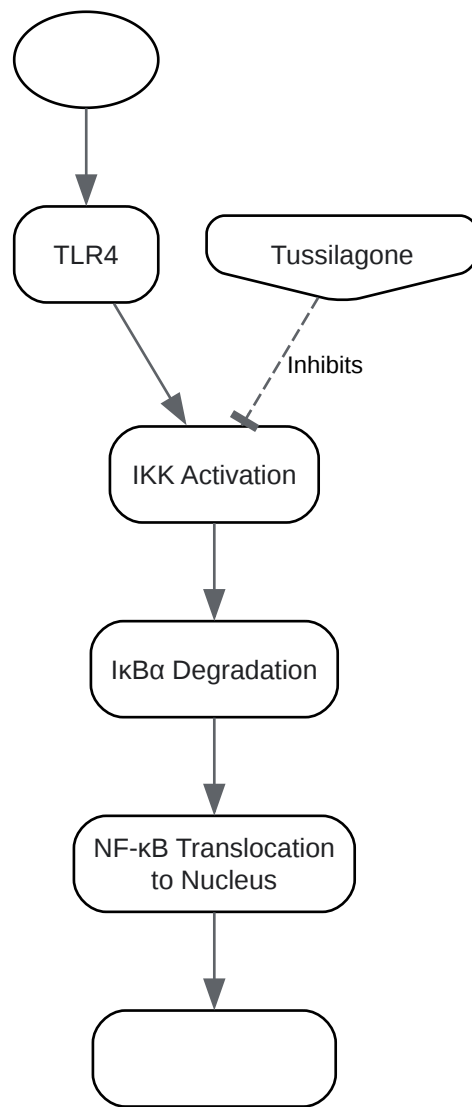 TLR4
Tussilagone
Inhibits
IKK Activation
IκBα Degradation
NF-κB Translocation
to Nucleus